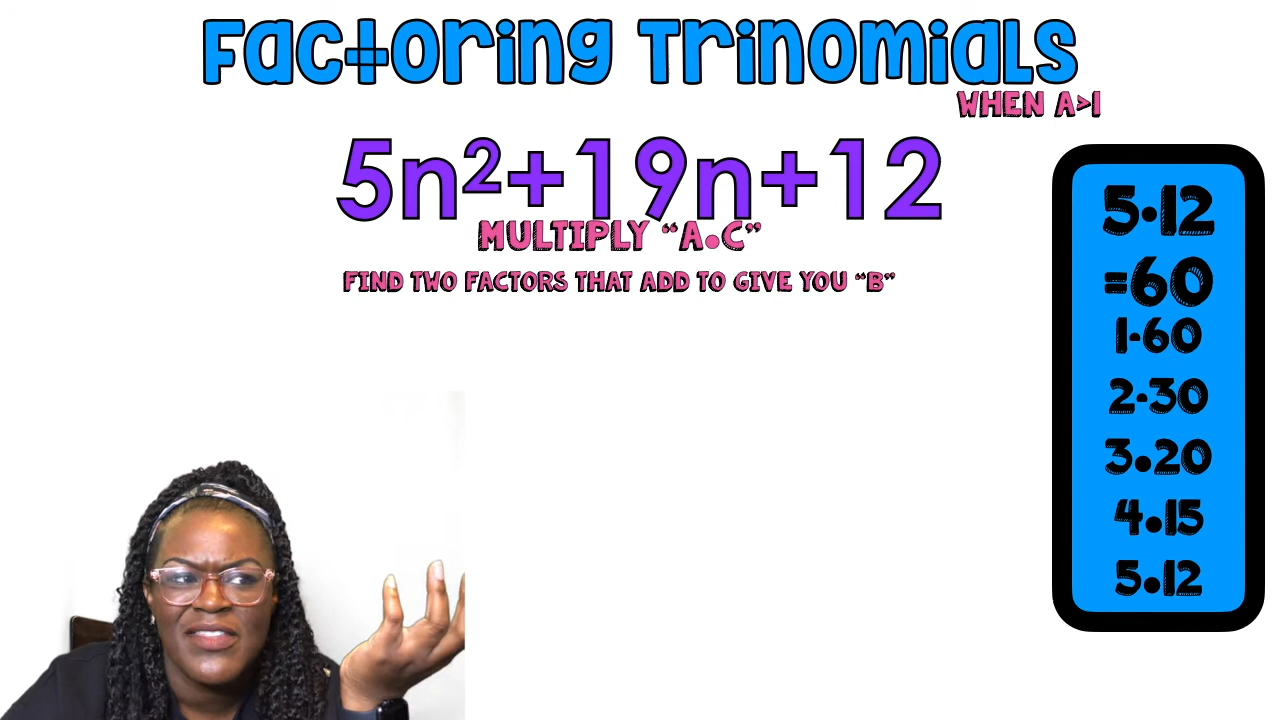 Factoring Trinomials
WHEN A>1
5n²+19n+12
MULTIPLY “A•C”
FIND TWO FACTORS THAT ADD TO GIVE YOU “B”
5•12
=60
1•60
2•30
3•20
4•15
5•12